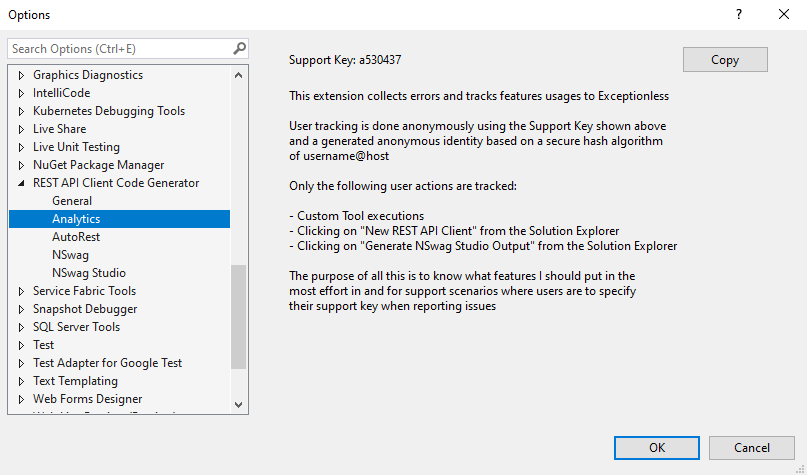 Options
?
Search Options (Ctrl+E)
Graphics Diagnostics
IntelliCode
Kubernetes Debugging Tools
Live Share
Live Unit Testing
NuGet Package Manager
REST API Client Code Generator
General
Analytics
AutoRest
NSwag
NSwag Studio
Service Fabric Tools
Snapshot Debugger
SQL Server Tools
Test
Test Adapter for Google Test
Text Templating
Web Forms Designer
Support Key: a530437
Copy
This extension collects errors and tracks features usages to Exceptionless
User tracking is done anonymously using the Support Key shown above
and a generated anonymous identity based on a secure hash algorithm
of username@host
Only the following user actions are tracked:
- Custom Tool executions
- Clicking on "New REST API Client" from the Solution Explorer
- Clicking on "Generate NSwag Studio Output" from the Solution Explorer
The purpose of all this is to know what features I should put in the
most effort in and for support scenarios where users are to specify
their support key when reporting issues
OK
Cancel